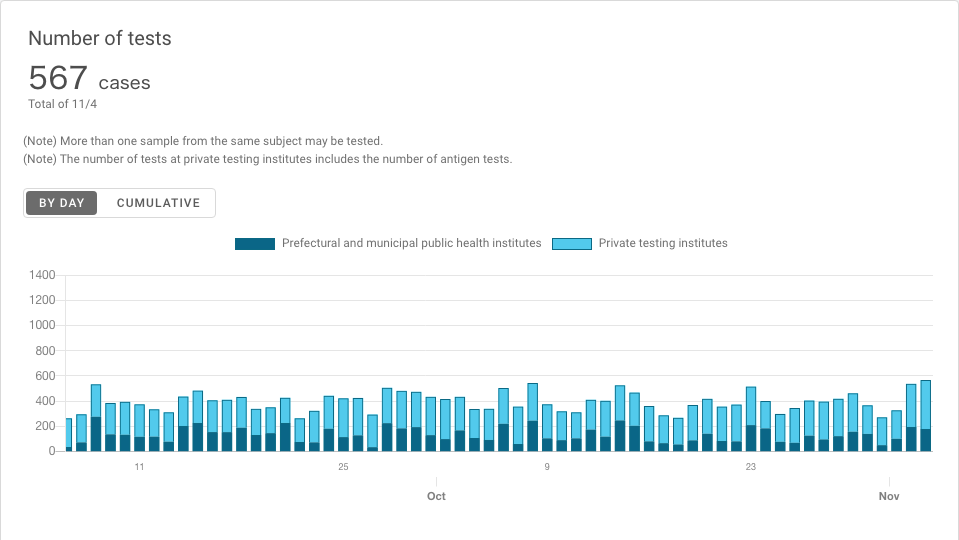 Number of tests
567 cases
Total of 11/4
(Note) More than one sample from the same subject may be tested.
(Note) The number of tests at private testing institutes includes the number of antigen tests.
BY DAY CUMULATIVE
Prefectural and municipal public health institutes Private testing institutes
1400
1200
1000
800
600
400
200
0
11 25 9 23
Oct Nov